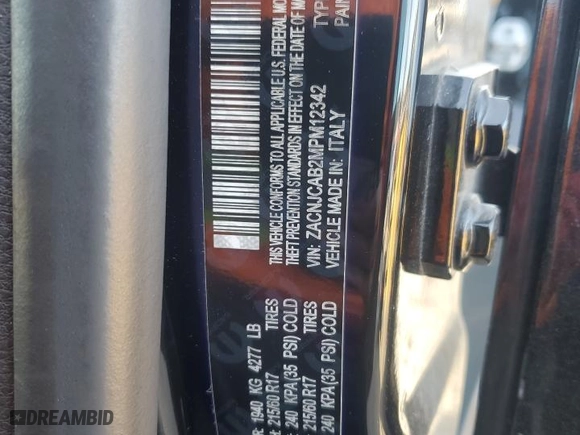 TYP
PAIN
THIS VEHICLE CONFORMS TO ALL APPLICABLE U.S. FEDERAL MO
THEFT PREVENTION STANDARDS IN EFFECT ON THE DATE OF MA
VIN: ZACNJCAB2MPM12342
VEHICLE MADE IN: ITALY
R: 1940 KG 4277 LB
215/60 R17 TIRES
240 KPA(35 PSI) COLD
215/60 R17 TIRES
240 KPA(35 PSI) COLD
DREAMBID